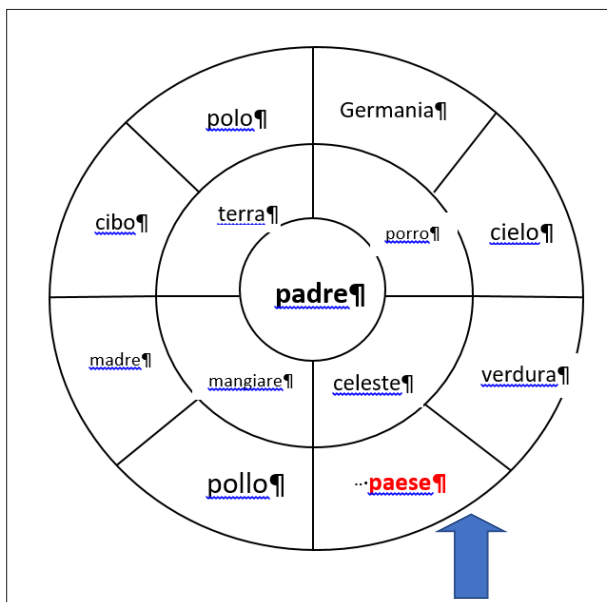 polo¶
Germania¶
cibo¶
terra¶
porro¶
cielo¶
padre¶
madre¶
mangiare¶
celeste¶
verdura¶
pollo¶
···paese¶